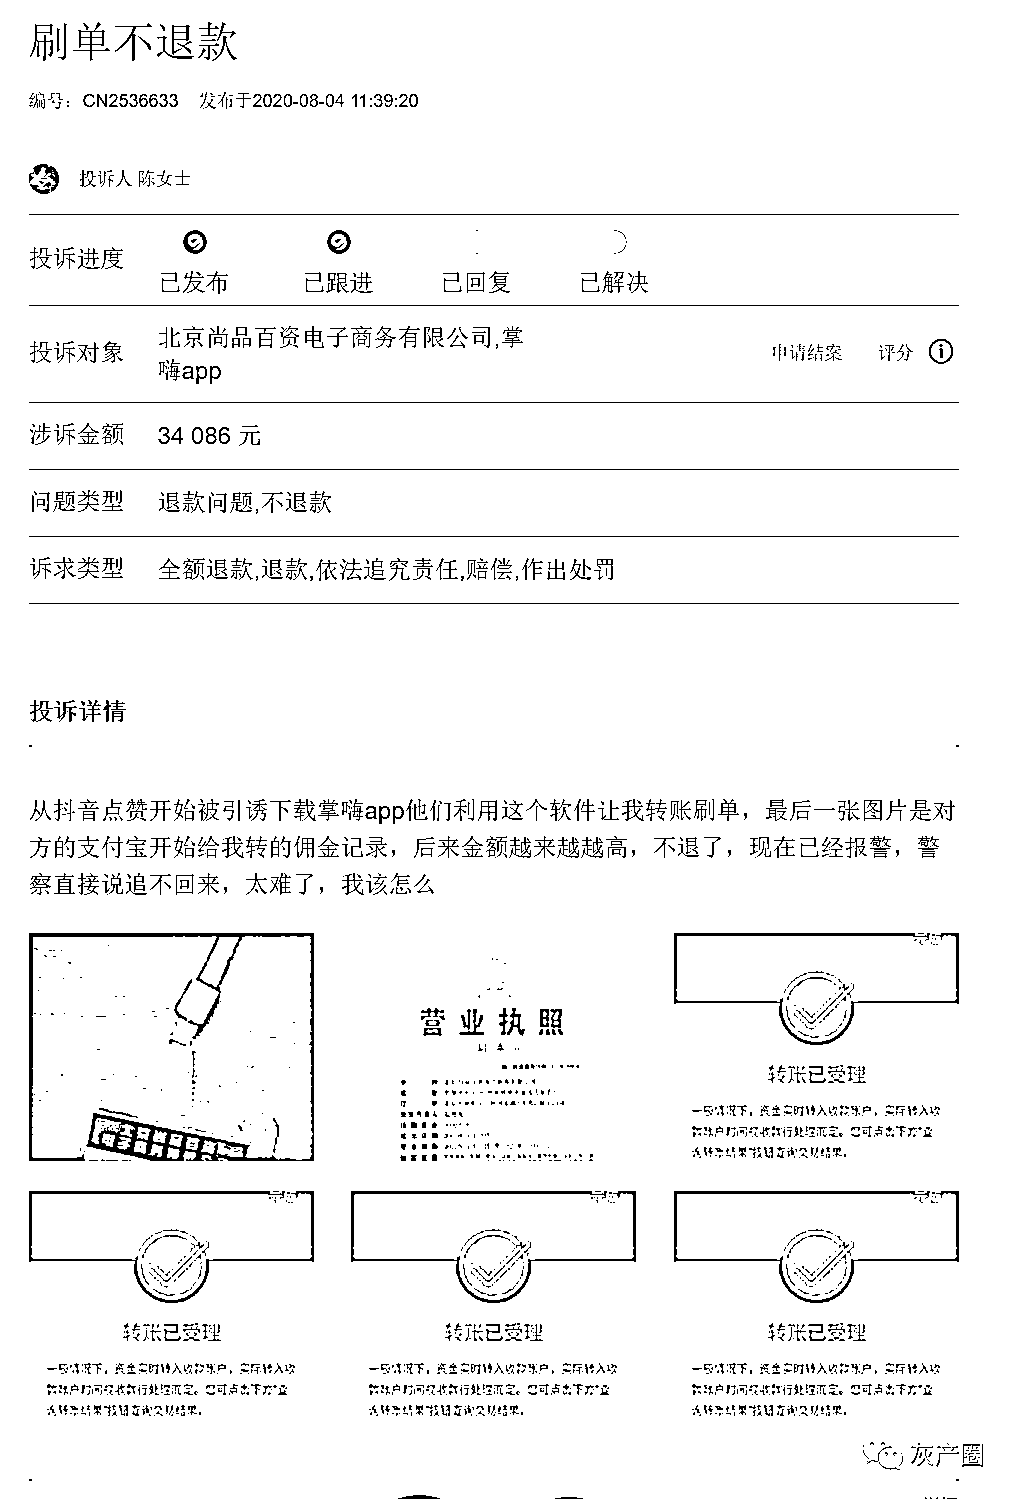 刷单不退款
编号：CN2536633 发布于2020-08-04 11:39:20
投诉人 陈女士
投诉进度
已发布 已跟进 已回复 已解决
投诉对象 北京尚品百资电子商务有限公司,掌
嗨app
申请结案 评分
涉诉金额 34 086 元
问题类型 退款问题,不退款
诉求类型 全额退款,退款,依法追究责任,赔偿,作出处罚
投诉详情
从抖音点赞开始被引诱下载掌嗨app他们利用这个软件让我转账刷单，最后一张图片是对
方的支付宝开始给我转的佣金记录，后来金额越来越越高，不退了，现在已经报警，警
察直接说追不回来，太难了，我该怎么
营业执照
转账已受理
一般情况下，资金实时转入收款账户，实际转入收
款账户时间视收款行处理而定。您可点击下方"查
询转账结果"按钮查询交易结果。
转账已受理
一般情况下，资金实时转入收款账户，实际转入收
款账户时间视收款行处理而定。您可点击下方"查
询转账结果"按钮查询交易结果。
转账已受理
一般情况下，资金实时转入收款账户，实际转入收
款账户时间视收款行处理而定。您可点击下方"查
询转账结果"按钮查询交易结果。
转账已受理
一般情况下，资金实时转入收款账户，实际转入收
款账户时间视收款行处理而定。您可点击下方"查
询转账结果"按钮查询交易结果。
灰产圈